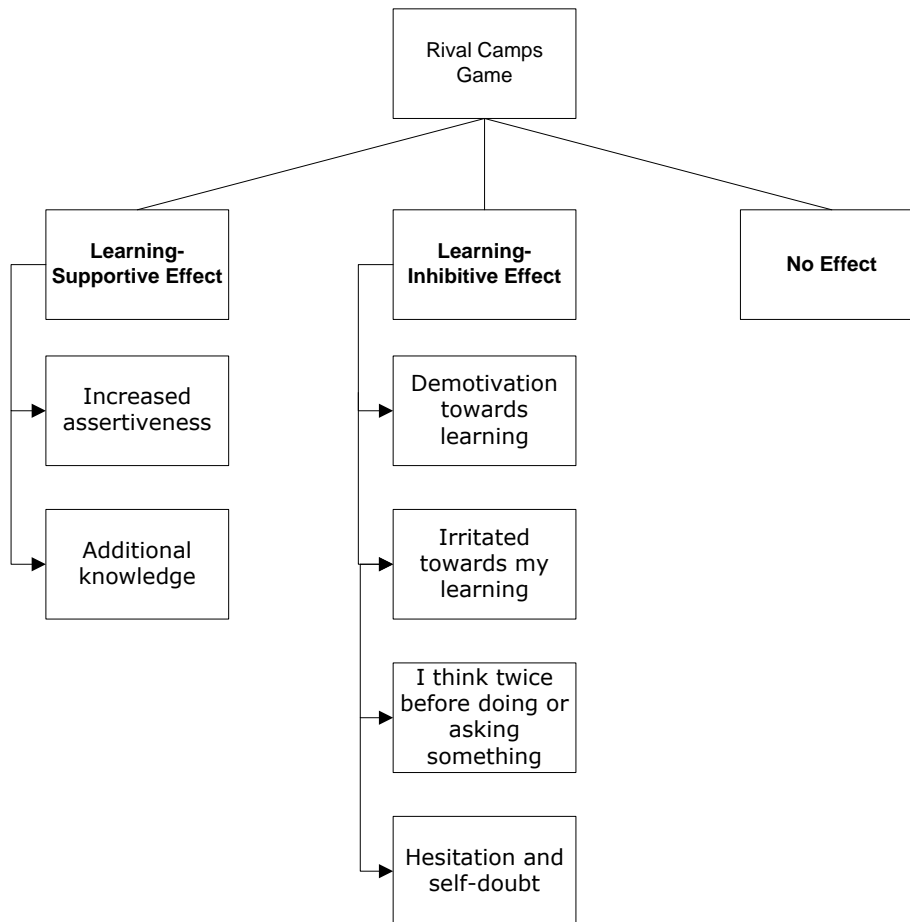 Rival Camps
Game
Learning-
Supportive Effect
Learning-
Inhibitive Effect
No Effect
Increased
assertiveness
Demotivation
towards
learning
Additional
knowledge
Irritated
towards my
learning
I think twice
before doing or
asking
something
Hesitation and
self-doubt